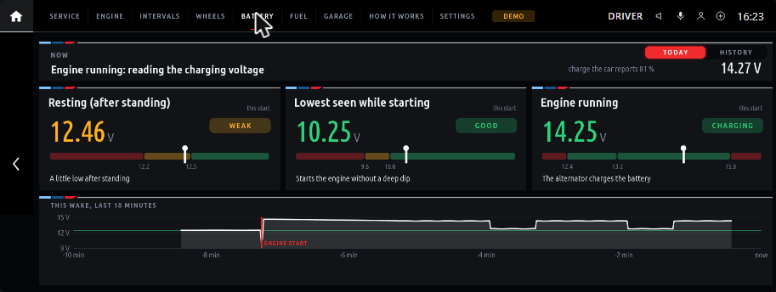 SERVICE ENGINE INTERVALS WHEELS BATTERY FUEL GARAGE HOW IT WORKS SETTINGS DEMO DRIVER 16:23
NOW
TODAY HISTORY
Engine running: reading the charging voltage
charge the car reports 81 % 14.27 V
Resting (after standing)
this start
12.46 V
WEAK
12.2 12.5
A little low after standing
Lowest seen while starting
this start
10.25 V
GOOD
9.6 10.0
Starts the engine without a deep dip
Engine running
this start
14.25 V
CHARGING
12.4 13.2 15.0
The alternator charges the battery
THIS WAKE, LAST 10 MINUTES
15 V
12 V
9 V
ENGINE START
-10 min -8 min -6 min -4 min -2 min now